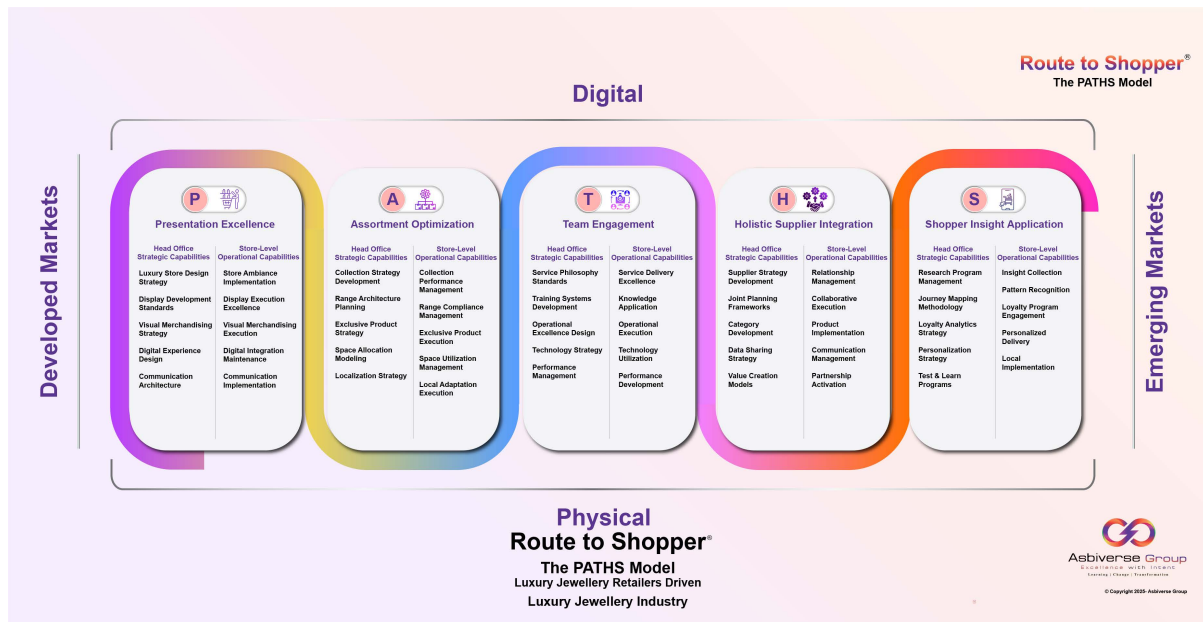 Route to Shopper®
The PATHS Model
Digital
Developed Markets
Emerging Markets
P
Presentation Excellence
Head Office
Strategic Capabilities
Luxury Store Design
Strategy
Display Development
Standards
Visual Merchandising
Strategy
Digital Experience
Design
Communication
Architecture
Store-Level
Operational Capabilities
Store Ambiance
Implementation
Display Execution
Excellence
Visual Merchandising
Execution
Digital Integration
Maintenance
Communication
Implementation
A
Assortment Optimization
Head Office
Strategic Capabilities
Collection Strategy
Development
Range Architecture
Planning
Exclusive Product
Strategy
Space Allocation
Modeling
Localization Strategy
Store-Level
Operational Capabilities
Collection
Performance
Management
Range Compliance
Management
Exclusive Product
Execution
Space Utilization
Management
Local Adaptation
Execution
T
Team Engagement
Head Office
Strategic Capabilities
Service Philosophy
Standards
Training Systems
Development
Operational
Excellence Design
Technology Strategy
Performance
Management
Store-Level
Operational Capabilities
Service Delivery
Excellence
Knowledge
Application
Operational
Execution
Technology
Utilization
Performance
Development
H
Holistic Supplier Integration
Head Office
Strategic Capabilities
Supplier Strategy
Development
Joint Planning
Frameworks
Category
Development
Data Sharing
Strategy
Value Creation
Models
Store-Level
Operational Capabilities
Relationship
Management
Collaborative
Execution
Product
Implementation
Communication
Management
Partnership
Activation
S
Shopper Insight Application
Head Office
Strategic Capabilities
Research Program
Management
Journey Mapping
Methodology
Loyalty Analytics
Strategy
Personalization
Strategy
Test & Learn
Programs
Store-Level
Operational Capabilities
Insight Collection
Pattern Recognition
Loyalty Program
Engagement
Personalized
Delivery
Local
Implementation
Physical
Route to Shopper®
The PATHS Model
Luxury Jewellery Retailers Driven
Luxury Jewellery Industry
Asbiverse Group
Excellence with Intent
Learning | Change | Transformation
© Copyright 2025- Asbiverse Group